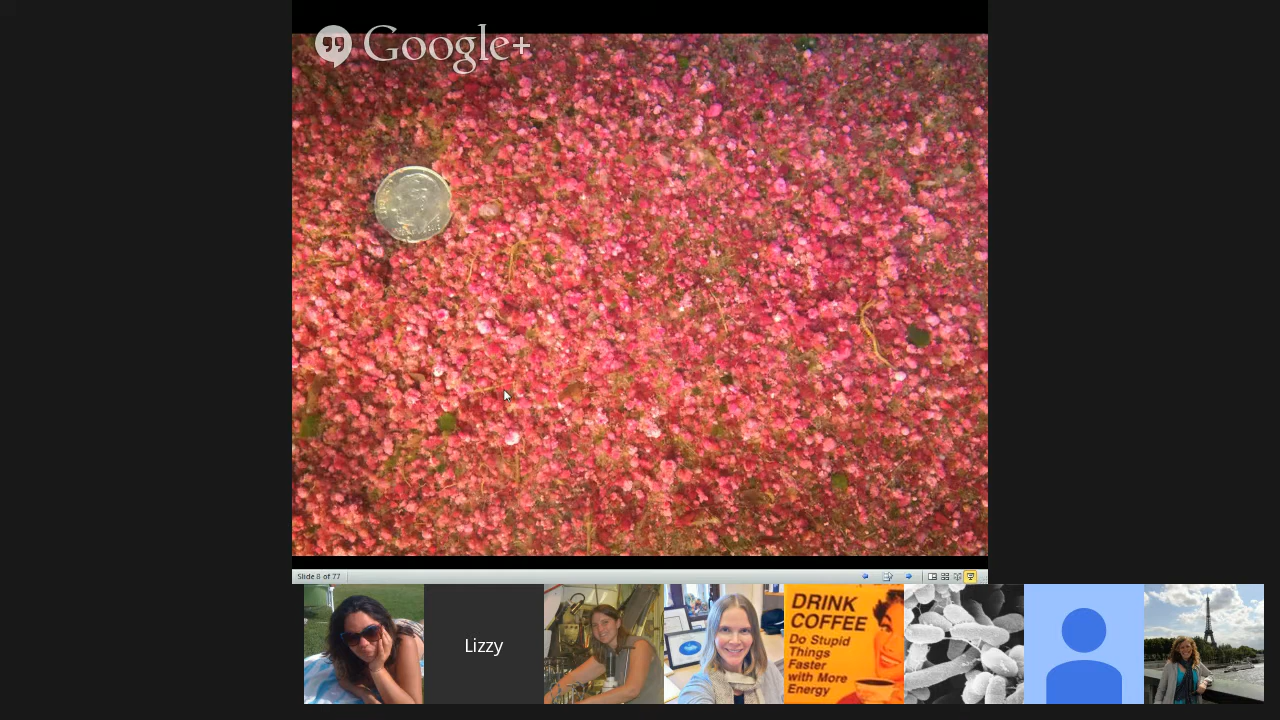 Google+
Slide 8 of 77
Lizzy
DRINK
COFFEE
Do Stupid
Things
Faster
with More
Energy